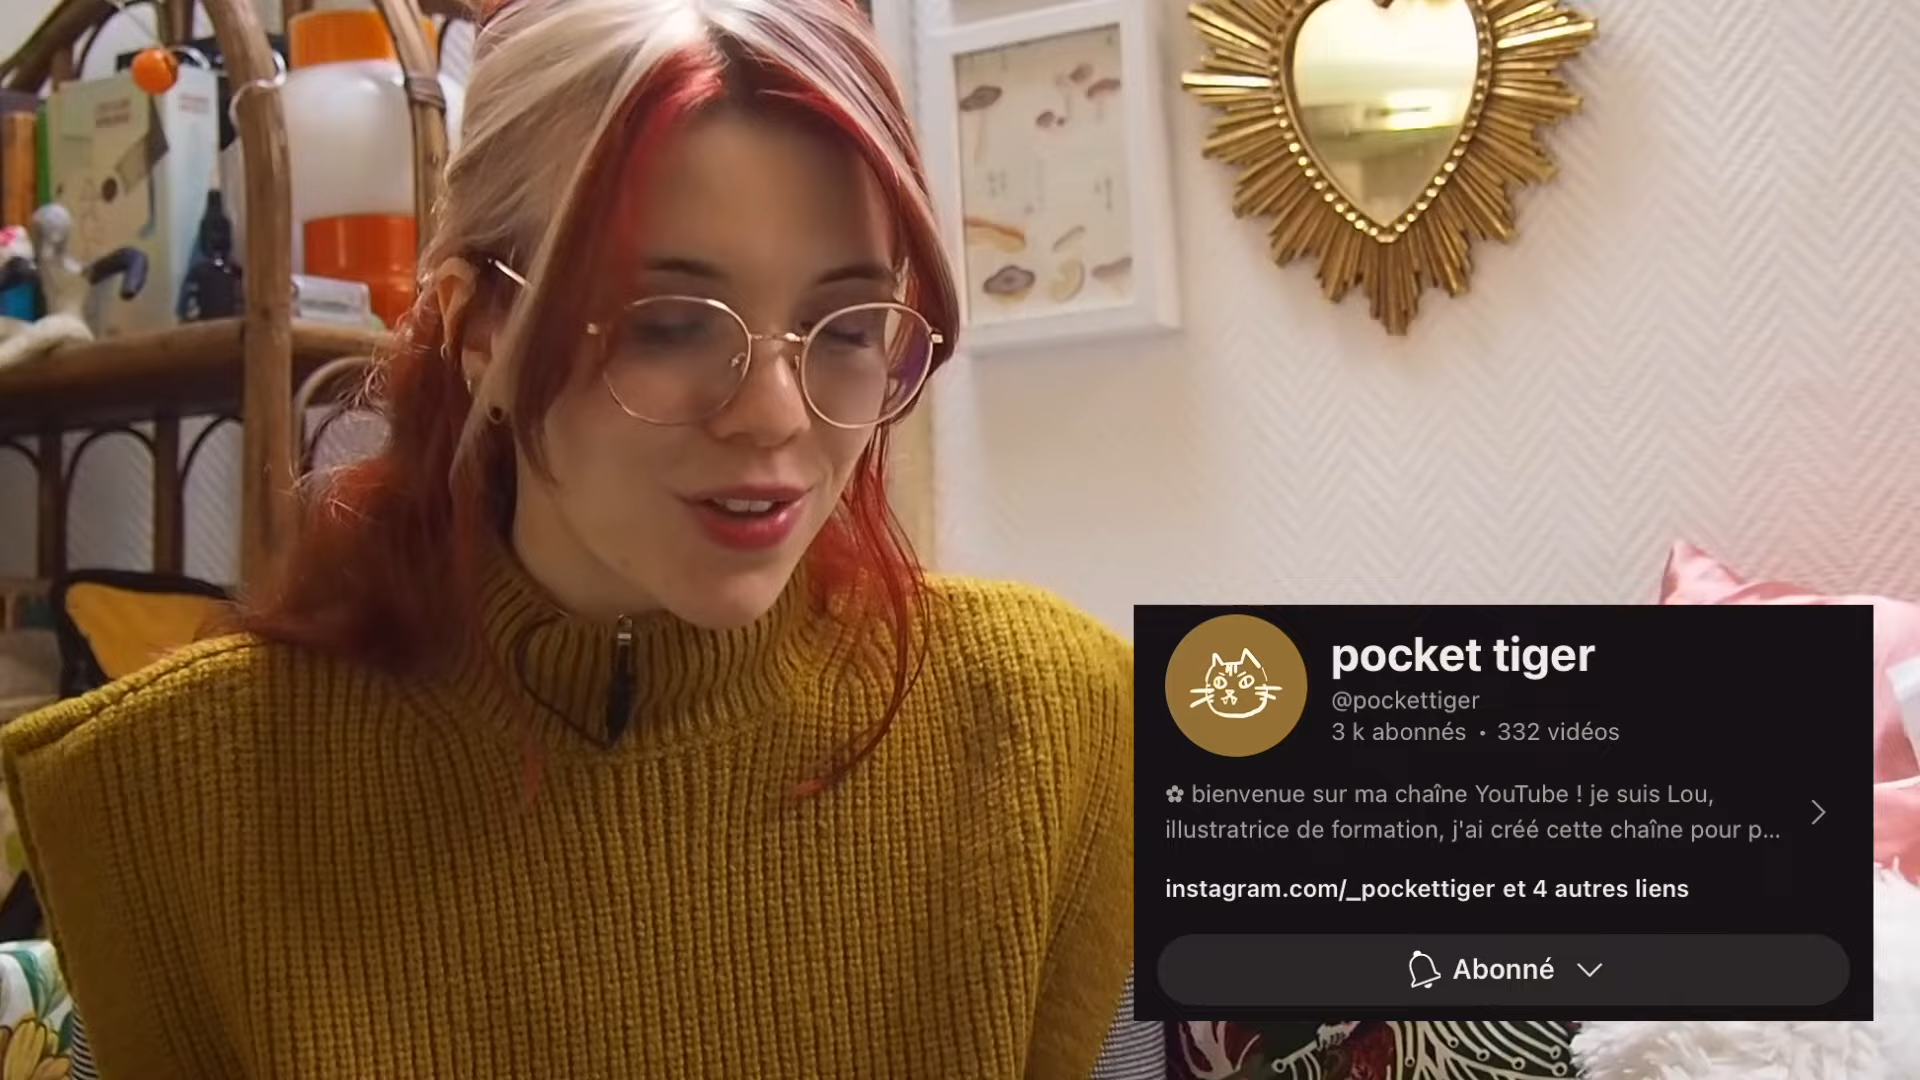 pocket tiger
@pockettiger
3 k abonnés • 332 vidéos
✿ bienvenue sur ma chaîne YouTube ! je suis Lou,
illustratrice de formation, j'ai créé cette chaîne pour p...
instagram.com/_pockettiger et 4 autres liens
Abonné